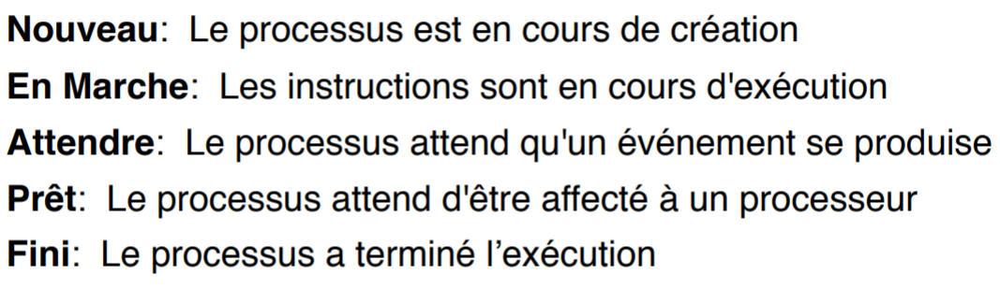 Nouveau: Le processus est en cours de création
En Marche: Les instructions sont en cours d'exécution
Attendre: Le processus attend qu'un événement se produise
Prêt: Le processus attend d'être affecté à un processeur
Fini: Le processus a terminé l’exécution